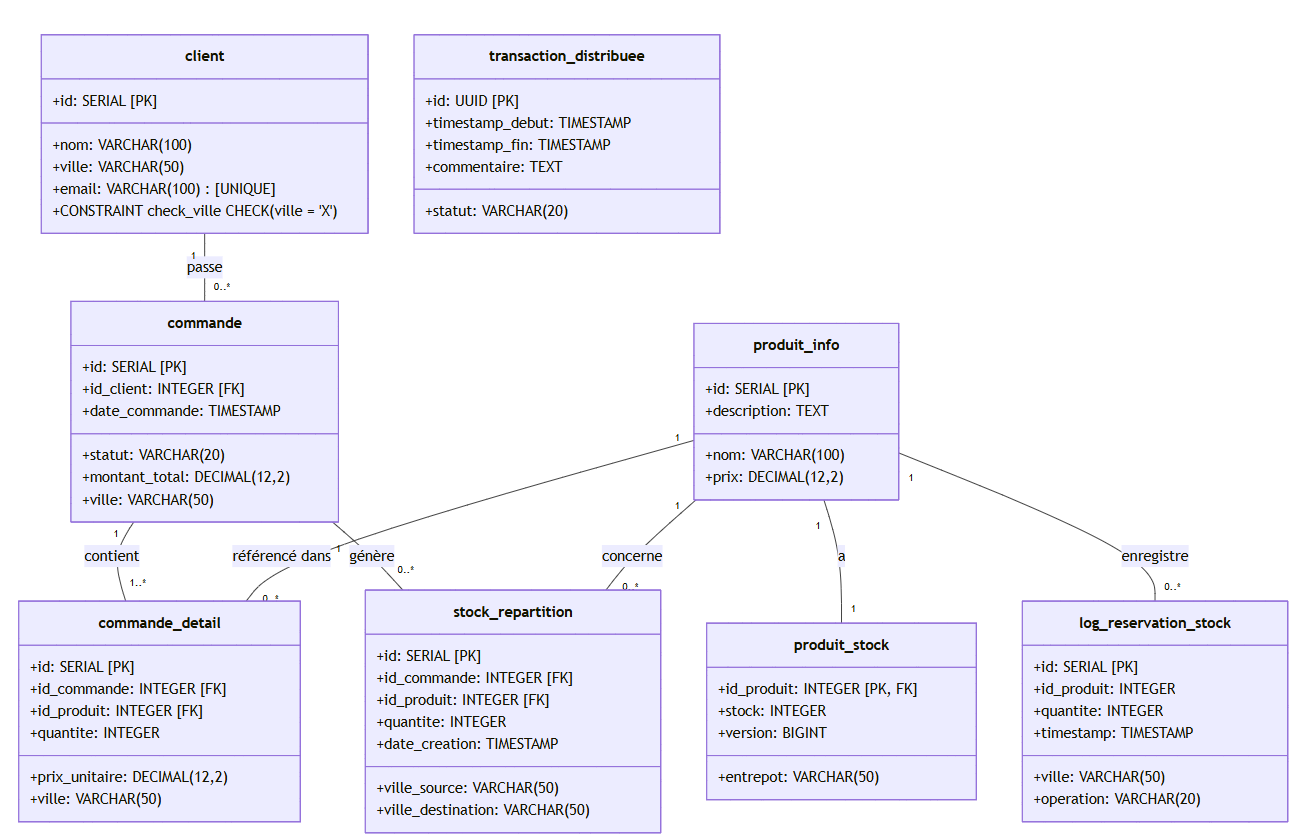 client
+id: SERIAL [PK]
+nom: VARCHAR(100)
+ville: VARCHAR(50)
+email: VARCHAR(100) : [UNIQUE]
+CONSTRAINT check_ville CHECK(ville = 'X')
transaction_distribuee
+id: UUID [PK]
+timestamp_debut: TIMESTAMP
+timestamp_fin: TIMESTAMP
+commentaire: TEXT
+statut: VARCHAR(20)
1
passe
0..*
commande
+id: SERIAL [PK]
+id_client: INTEGER [FK]
+date_commande: TIMESTAMP
+statut: VARCHAR(20)
+montant_total: DECIMAL(12,2)
+ville: VARCHAR(50)
produit_info
+id: SERIAL [PK]
+description: TEXT
+nom: VARCHAR(100)
+prix: DECIMAL(12,2)
1
contient
1..*
1
référencé dans
0..*
1
génère
0..*
1
concerne
0..*
1
a
1
1
enregistre
0..*
commande_detail
+id: SERIAL [PK]
+id_commande: INTEGER [FK]
+id_produit: INTEGER [FK]
+quantite: INTEGER
+prix_unitaire: DECIMAL(12,2)
+ville: VARCHAR(50)
stock_repartition
+id: SERIAL [PK]
+id_commande: INTEGER [FK]
+id_produit: INTEGER [FK]
+quantite: INTEGER
+date_creation: TIMESTAMP
+ville_source: VARCHAR(50)
+ville_destination: VARCHAR(50)
produit_stock
+id_produit: INTEGER [PK, FK]
+stock: INTEGER
+version: BIGINT
+entrepot: VARCHAR(50)
log_reservation_stock
+id: SERIAL [PK]
+id_produit: INTEGER
+quantite: INTEGER
+timestamp: TIMESTAMP
+ville: VARCHAR(50)
+operation: VARCHAR(20)